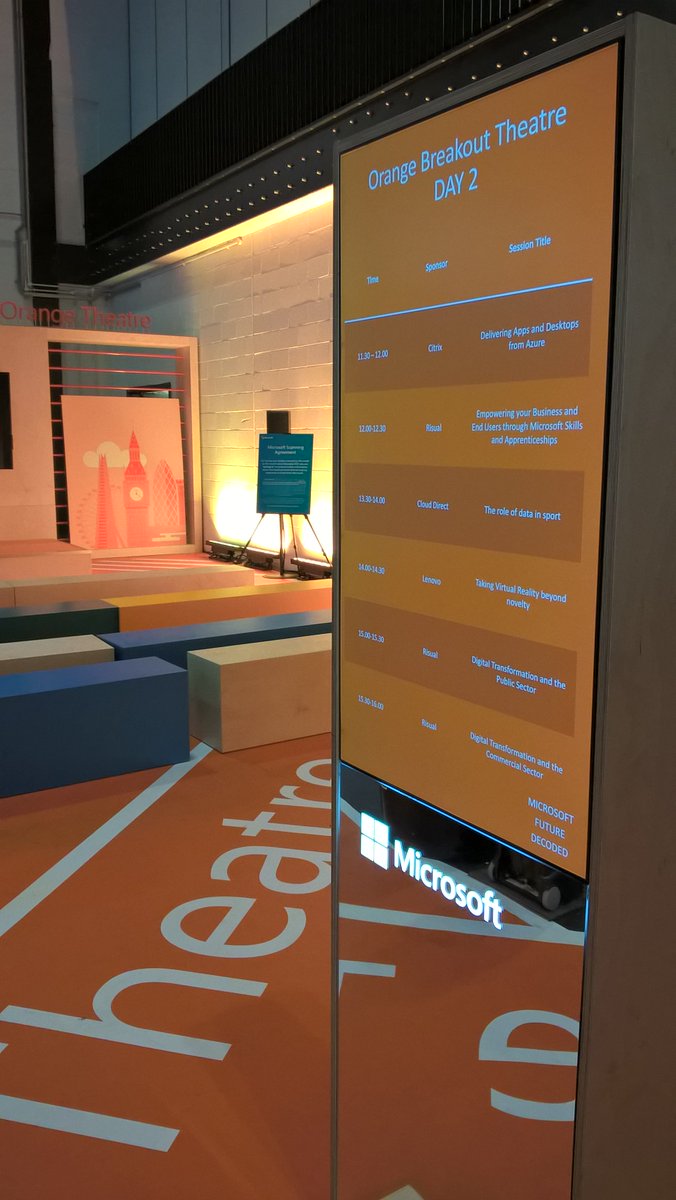 Orange Breakout Theatre
DAY 2
Time Sponsor Session Title
11.30 – 12.00 Citrix Delivering Apps and Desktops
from Azure
12.00-12.30 Risual Empowering your Business and
End Users through Microsoft Skills
and Apprenticeships
13.30-14.00 Cloud Direct The role of data in sport
14.00-14.30 Lenovo Taking Virtual Reality beyond
novelty
15.00-15.30 Risual Digital Transformation and the
Public Sector
15.30-16.00 Risual Digital Transformation and the
Commercial Sector
MICROSOFT
FUTURE
DECODED
Microsoft
Orange Theatre
Microsoft Scanning
Agreement
Theatre